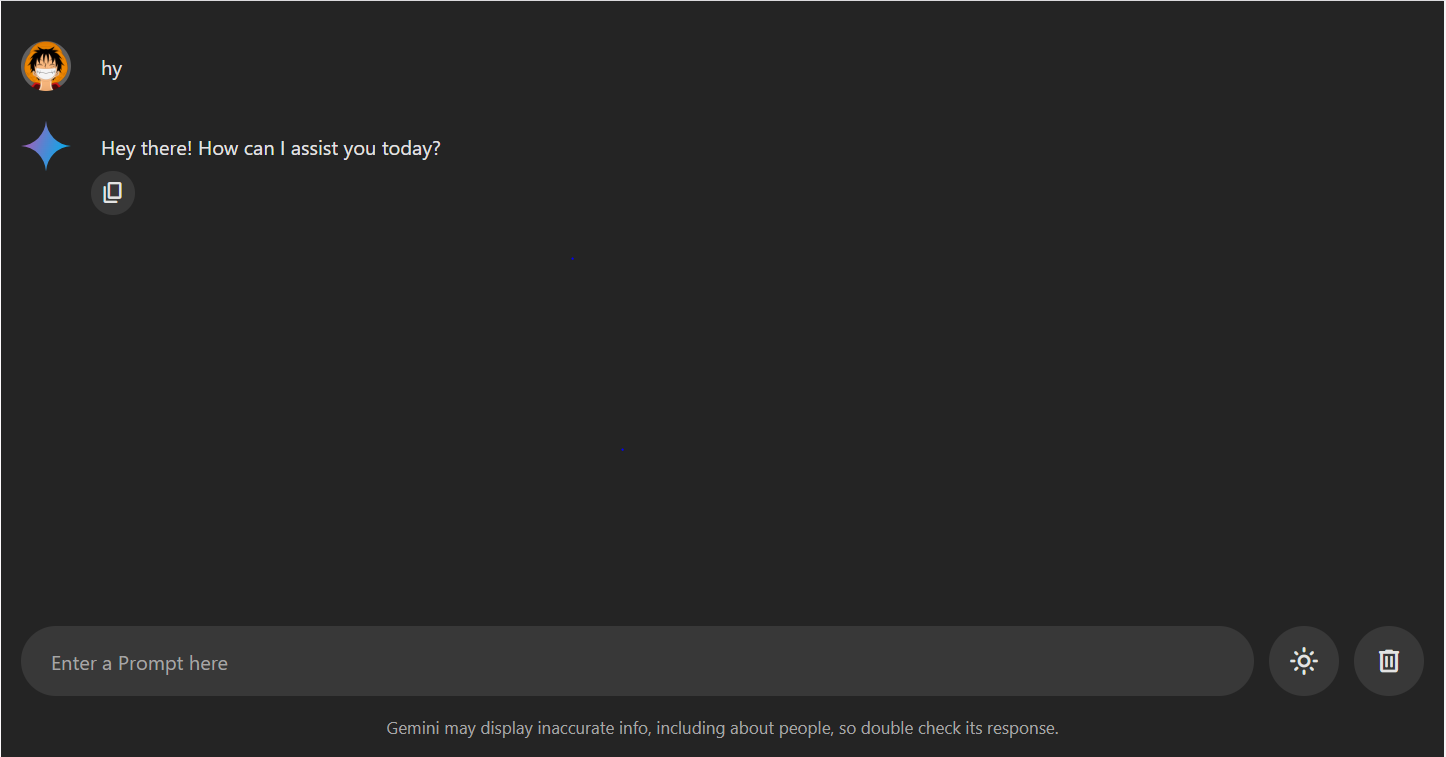 hy
Hey there! How can I assist you today?
Enter a Prompt here
Gemini may display inaccurate info, including about people, so double check its response.